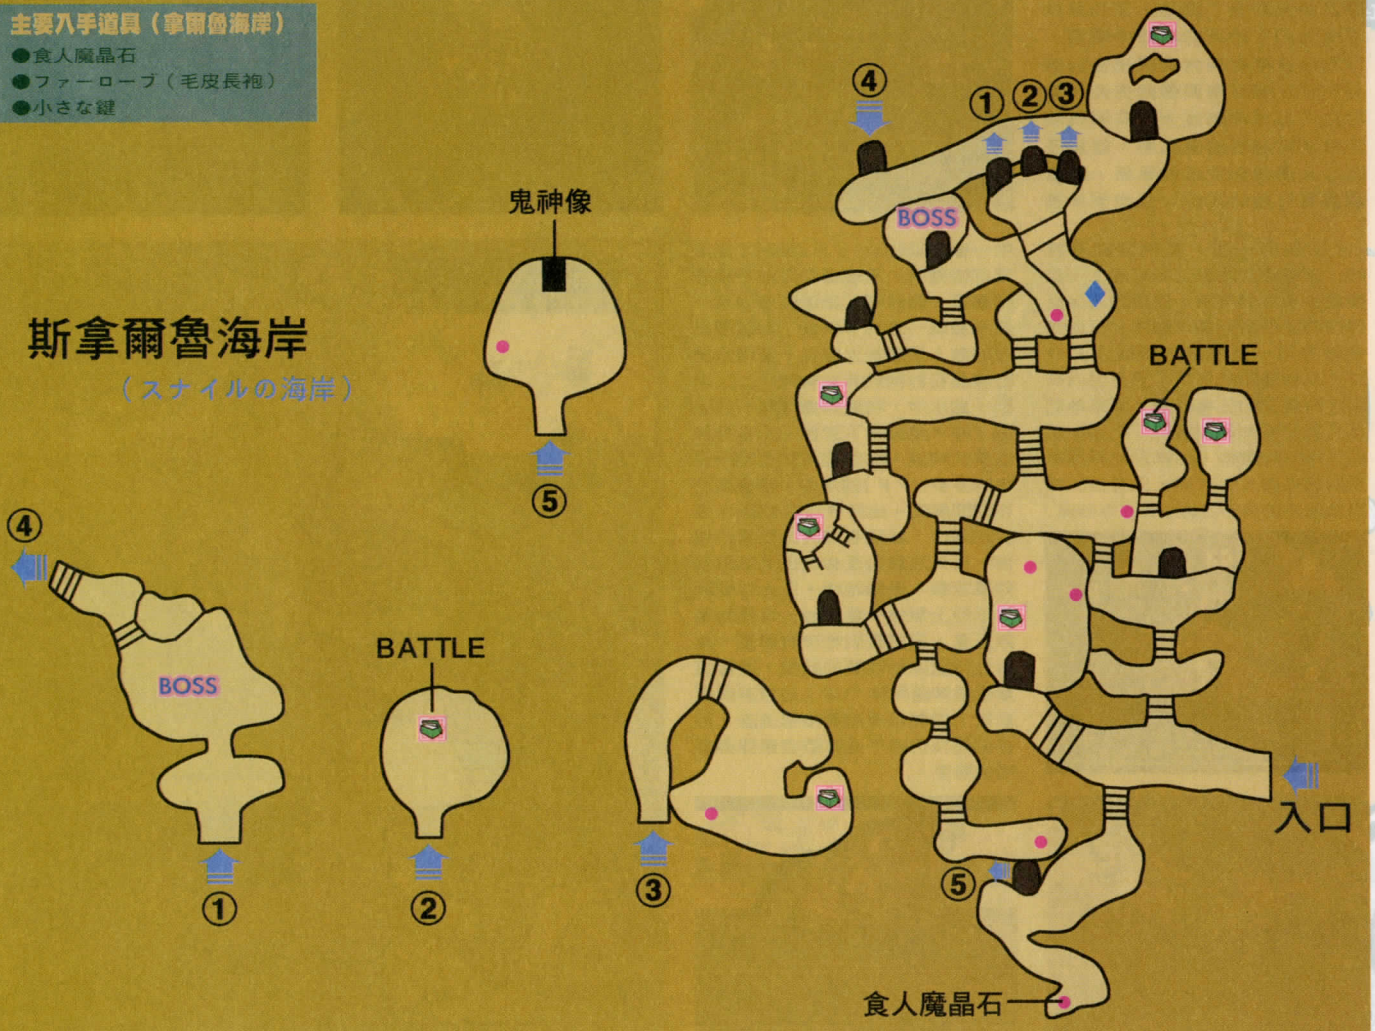 主要入手道具（拿爾魯海岸）
●食人魔晶石
●ファーローブ（毛皮長袍）
●小さな鍵
④
①
②
③
鬼神像
BOSS
斯拿爾魯海岸
（スナイルの海岸）
BATTLE
⑤
④
BATTLE
BOSS
入口
①
②
③
⑤
食人魔晶石